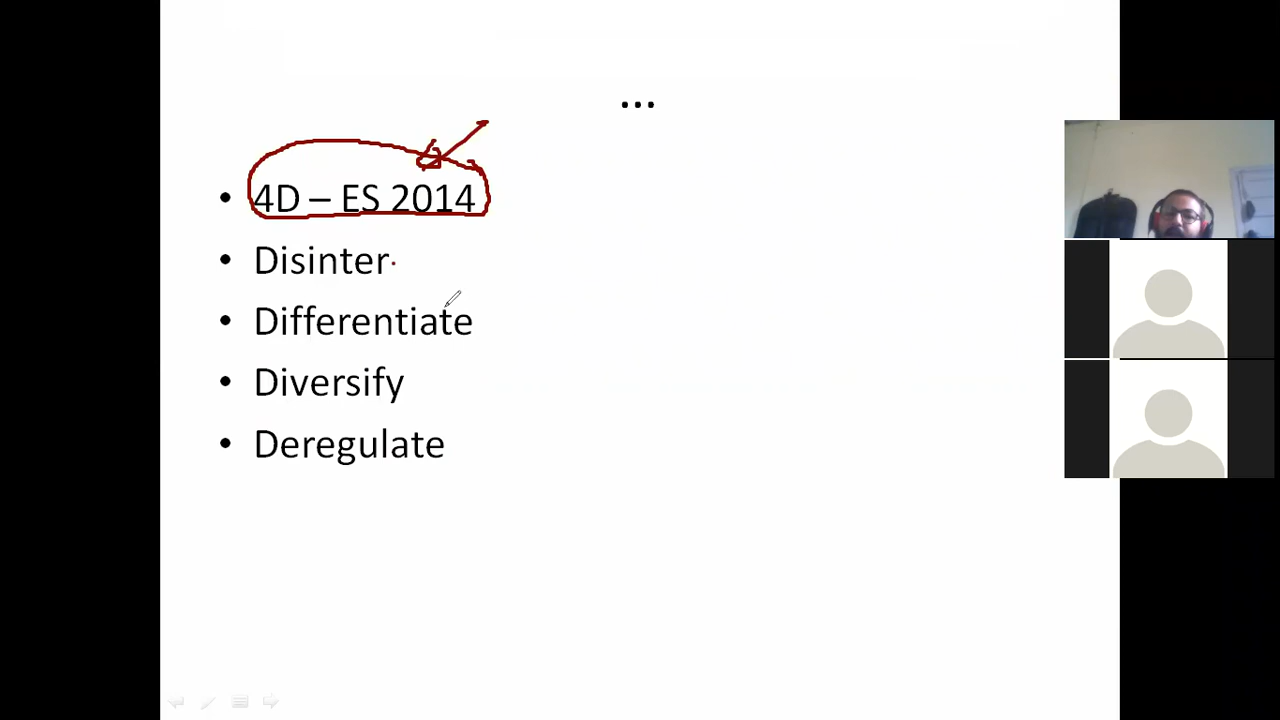 ...
4D – ES 2014
Disinter
Differentiate
Diversify
Deregulate